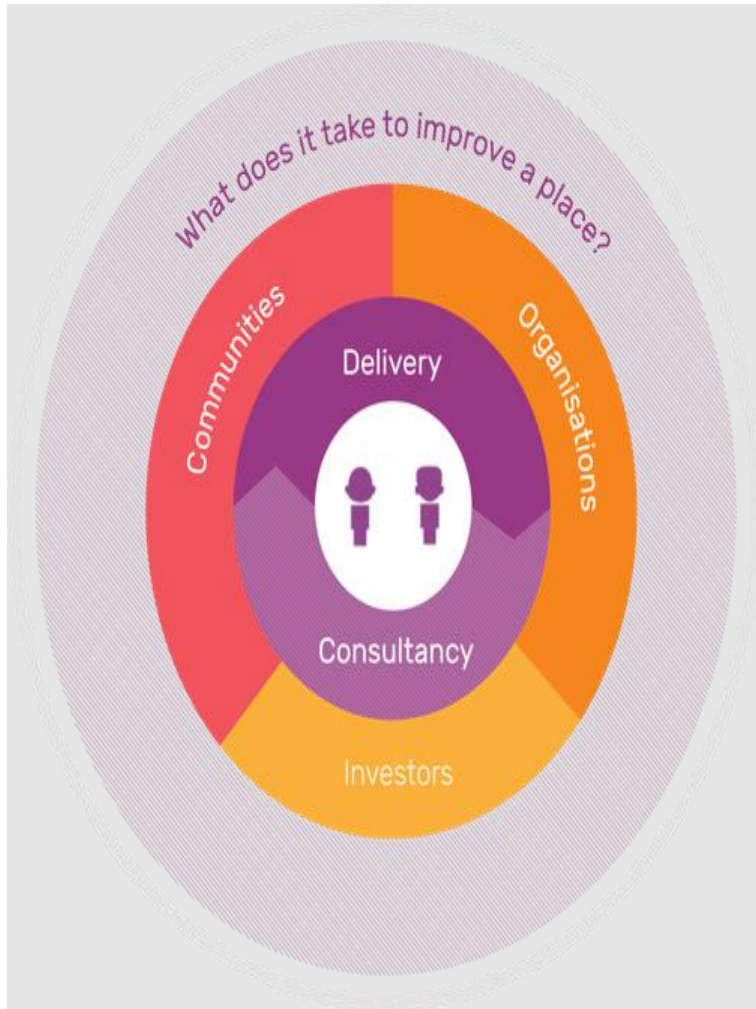 What does it take to improve a place?
Communities
Organisations
Delivery
Consultancy
Investors